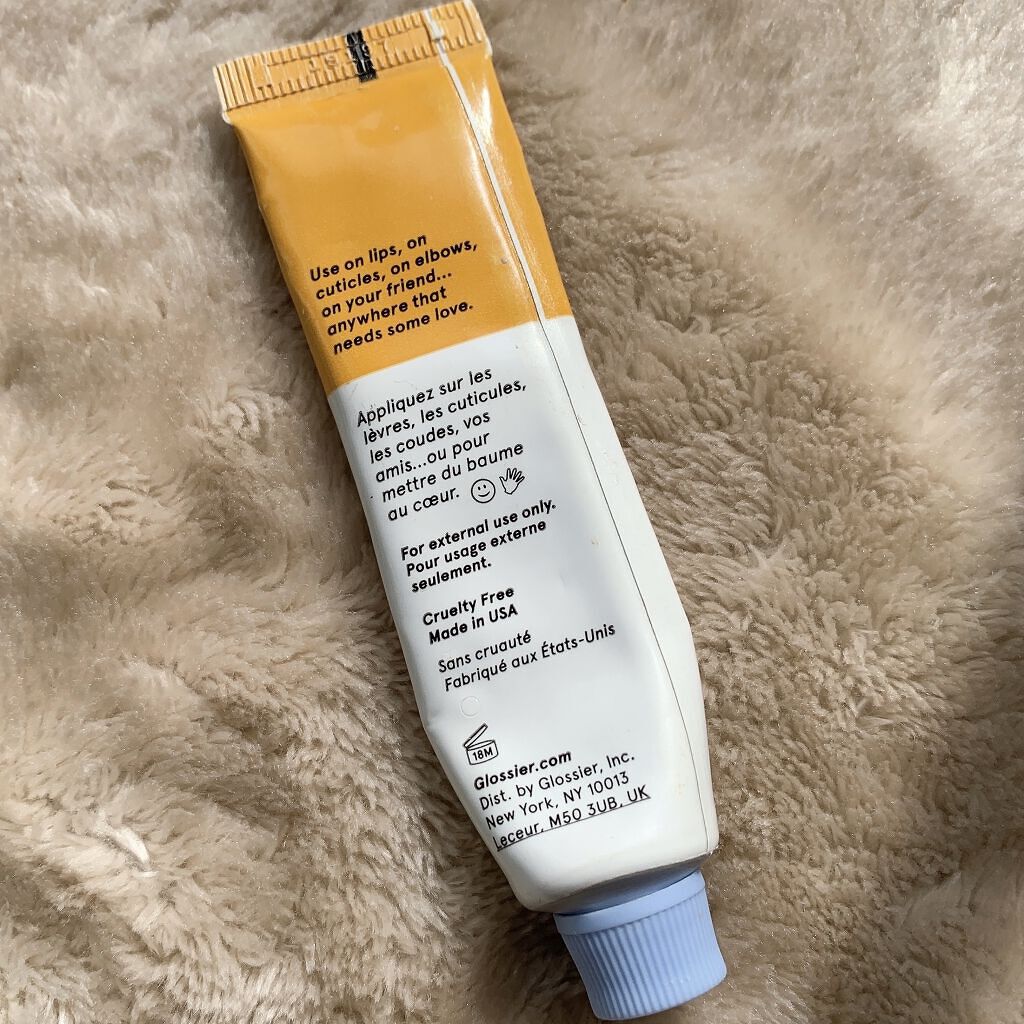 Use on lips, on
cuticles, on elbows,
on your friend...
anywhere that
needs some love.
Appliquez sur les
lèvres, les cuticules,
les coudes, vos
amis...ou pour
mettre du baume
au cœur.
For external use only.
Pour usage externe
seulement.
Cruelty Free
Made in USA
Sans cruauté
Fabriqué aux États-Unis
18M
Glossier.com
Dist. by Glossier, Inc.
New York, NY 10013
Leceur, M50 3UB, UK